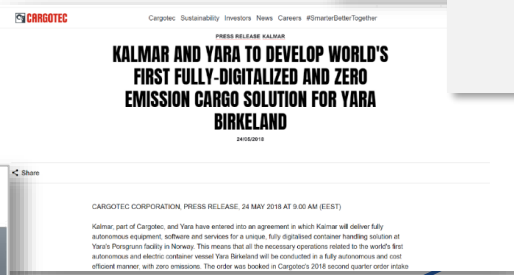 CARGOTEC
Cargotec Sustainability Investors News Careers #SmarterBetterTogether
PRESS RELEASE KALMAR
KALMAR AND YARA TO DEVELOP WORLD'S
FIRST FULLY-DIGITALIZED AND ZERO
EMISSION CARGO SOLUTION FOR YARA
BIRKELAND
24/05/2018
Share
CARGOTEC CORPORATION, PRESS RELEASE, 24 MAY 2018 AT 9.00 AM (EEST)
Kalmar, part of Cargotec, and Yara have entered into an agreement in which Kalmar will deliver fully
autonomous equipment, software and services for a unique, fully digitalised container handling solution at
Yara's Porsgrunn facility in Norway. This means that all the necessary operations related to the world's first
autonomous and electric container vessel Yara Birkeland will be conducted in a fully autonomous and cost
efficient manner, with zero emissions. The order was booked in Cargotec's 2018 second quarter order intake